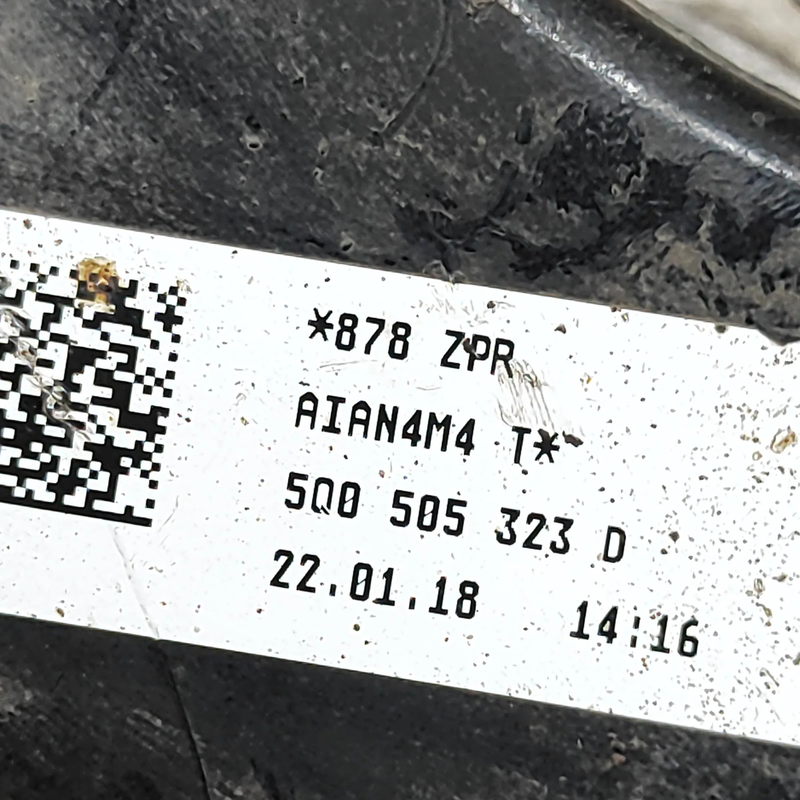 *878 ZPR
AIAN4M4 T*
5Q0 505 323 D
22.01.18 14:16